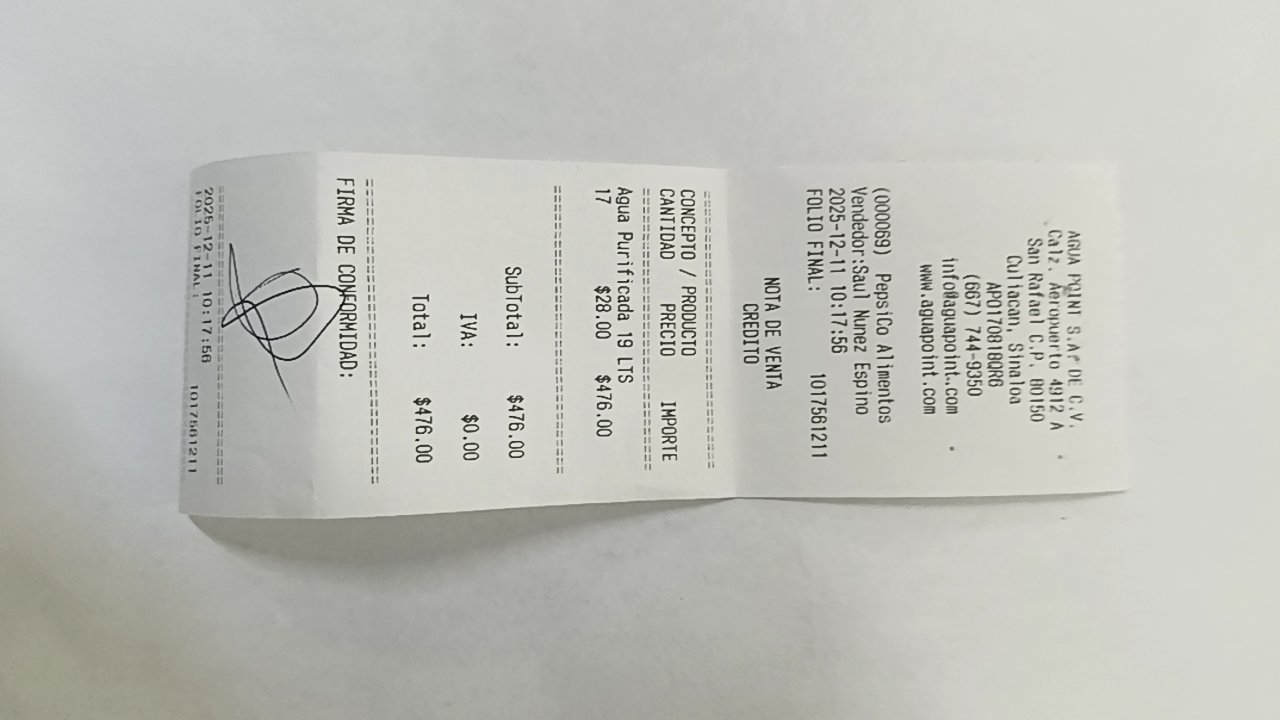 AGUA POINT S.A. DE C.V.
Calz. Aeropuerto 4912 A
San Rafael C.P. 80150
Culiacan, Sinaloa
APO170818QR6
(667) 744-9350
info@aguapoint.com
www.aguapoint.com
(000069) PepsiCo Alimentos
Vendedor:Saul Nunez Espino
2025-12-11 10:17:56
FOLIO FINAL: 1017561211
NOTA DE VENTA
CREDITO
CONCEPTO / PRODUCTO
CANTIDAD PRECIO IMPORTE
Agua Purificada 19 LTS
17 $28.00 $476.00
SubTotal: $476.00
IVA: $0.00
Total: $476.00
FIRMA DE CONFORMIDAD:
2025-12-11 10:17:56
FOLIO FINAL: 1017561211